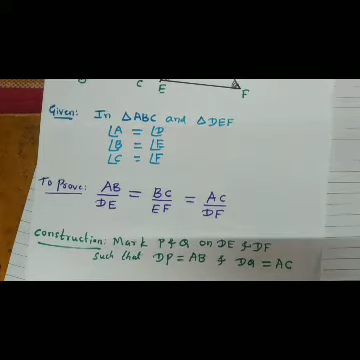 C E F
Given: In △ABC and △DEF
∠A = ∠D
∠B = ∠E
∠C = ∠F
To Prove: AB/DE = BC/EF = AC/DF
Construction: Mark P & Q on DE & DF
such that DP = AB & DQ = AC